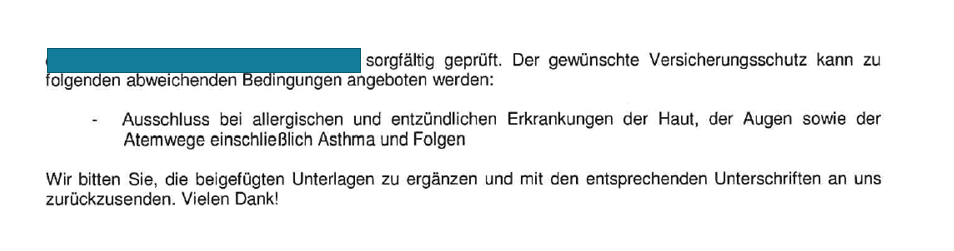 sorgfältig geprüft. Der gewünschte Versicherungsschutz kann zu
folgenden abweichenden Bedingungen angeboten werden:
- Ausschluss bei allergischen und entzündlichen Erkrankungen der Haut, der Augen sowie der
Atemwege einschließlich Asthma und Folgen
Wir bitten Sie, die beigefügten Unterlagen zu ergänzen und mit den entsprechenden Unterschriften an uns
zurückzusenden. Vielen Dank!